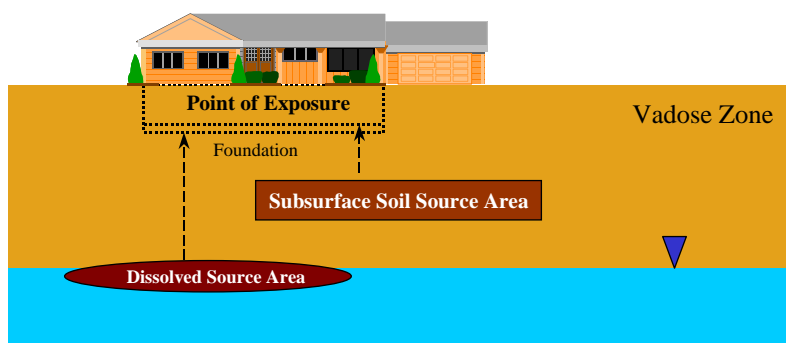 Point of Exposure
Vadose Zone
Foundation
Subsurface Soil Source Area
Dissolved Source Area